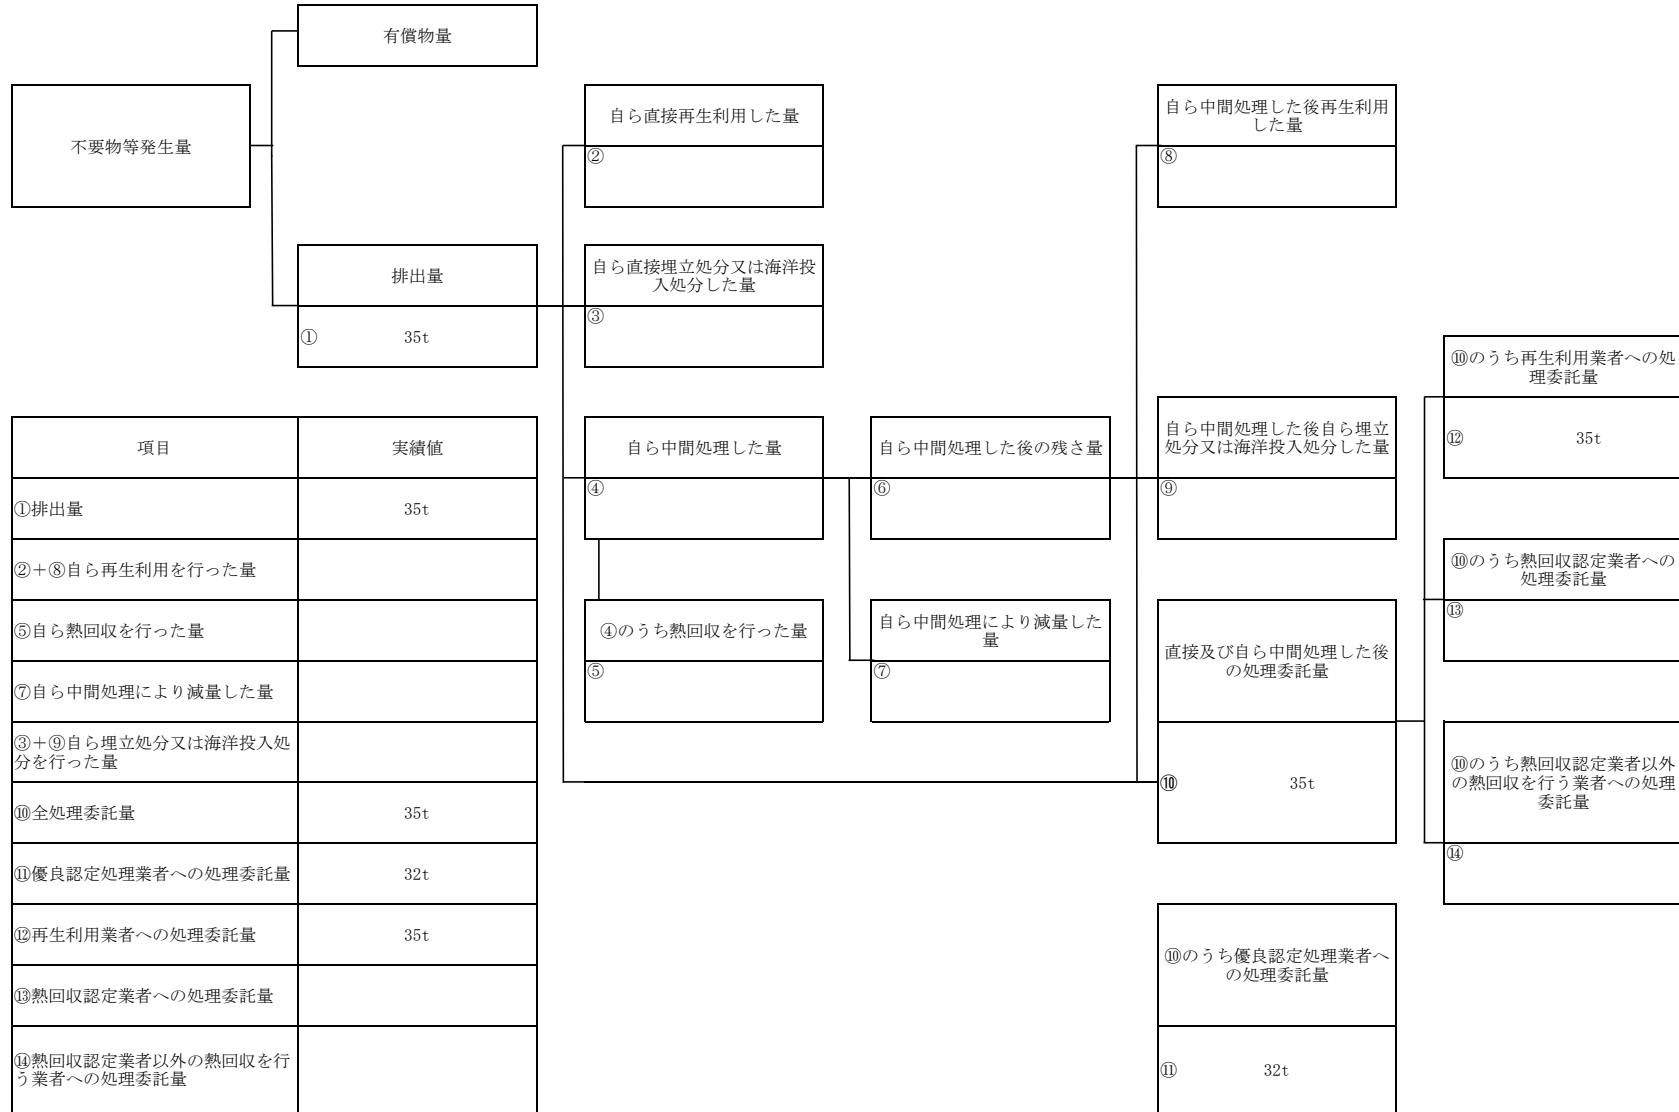 有償物量
不要物等発生量
自ら直接再生利用した量
②
自ら中間処理した後再生利用
した量
⑧
排出量
①
35t
自ら直接埋立処分又は海洋投
入処分した量
③
⑩のうち再生利用業者への処
理委託量
⑫
35t
項目
実績値
①排出量
35t
②＋⑧自ら再生利用を行った量
⑤自ら熱回収を行った量
⑦自ら中間処理により減量した量
③＋⑨自ら埋立処分又は海洋投入処
分を行った量
⑩全処理委託量
35t
⑪優良認定処理業者への処理委託量
32t
⑫再生利用業者への処理委託量
35t
⑬熱回収認定業者への処理委託量
⑭熱回収認定業者以外の熱回収を行
う業者への処理委託量
自ら中間処理した量
④
自ら中間処理した後の残さ量
⑥
自ら中間処理した後自ら埋立
処分又は海洋投入処分した量
⑨
④のうち熱回収を行った量
⑤
自ら中間処理により減量した
量
⑦
直接及び自ら中間処理した後
の処理委託量
⑩
35t
⑩のうち熱回収認定業者への
処理委託量
⑬
⑩のうち熱回収認定業者以外
の熱回収を行う業者への処理
委託量
⑭
⑩のうち優良認定処理業者へ
の処理委託量
⑪
32t